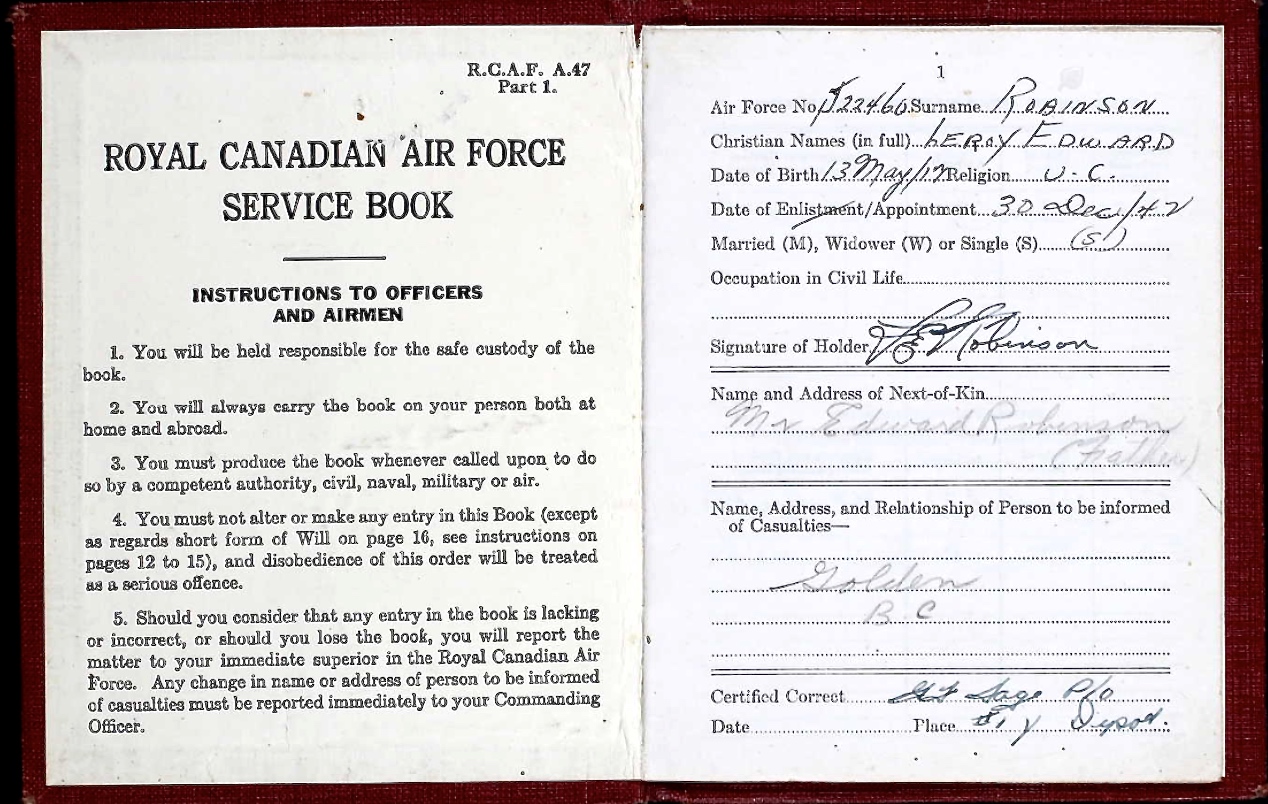 R.C.A.F. A.47
Part 1.
ROYAL CANADIAN AIR FORCE
SERVICE BOOK
INSTRUCTIONS TO OFFICERS
AND AIRMEN
1. You will be held responsible for the safe custody of the
book.
2. You will always carry the book on your person both at
home and abroad.
3. You must produce the book whenever called upon to do
so by a competent authority, civil, naval, military or air.
4. You must not alter or make any entry in this Book (except
as regards short form of Will on page 16, see instructions on
pages 12 to 15), and disobedience of this order will be treated
as a serious offence.
5. Should you consider that any entry in the book is lacking
or incorrect, or should you lose the book, you will report the
matter to your immediate superior in the Royal Canadian Air
Force. Any change in name or address of person to be informed
of casualties must be reported immediately to your Commanding
Officer.
1
Air Force No. J22460 Surname ROBINSON
Christian Names (in full) LEROY EDWARD
Date of Birth 13 May/17 Religion U.C.
Date of Enlistment/Appointment 30 Dec/42
Married (M), Widower (W) or Single (S) (S)
Occupation in Civil Life
Signature of Holder L E Robinson
Name and Address of Next-of-Kin
Mr Edward Robinson
(Father)
Name, Address, and Relationship of Person to be informed
of Casualties—
Golden
B C
Certified Correct Sage P/O
Date Place #1 Y Depot.